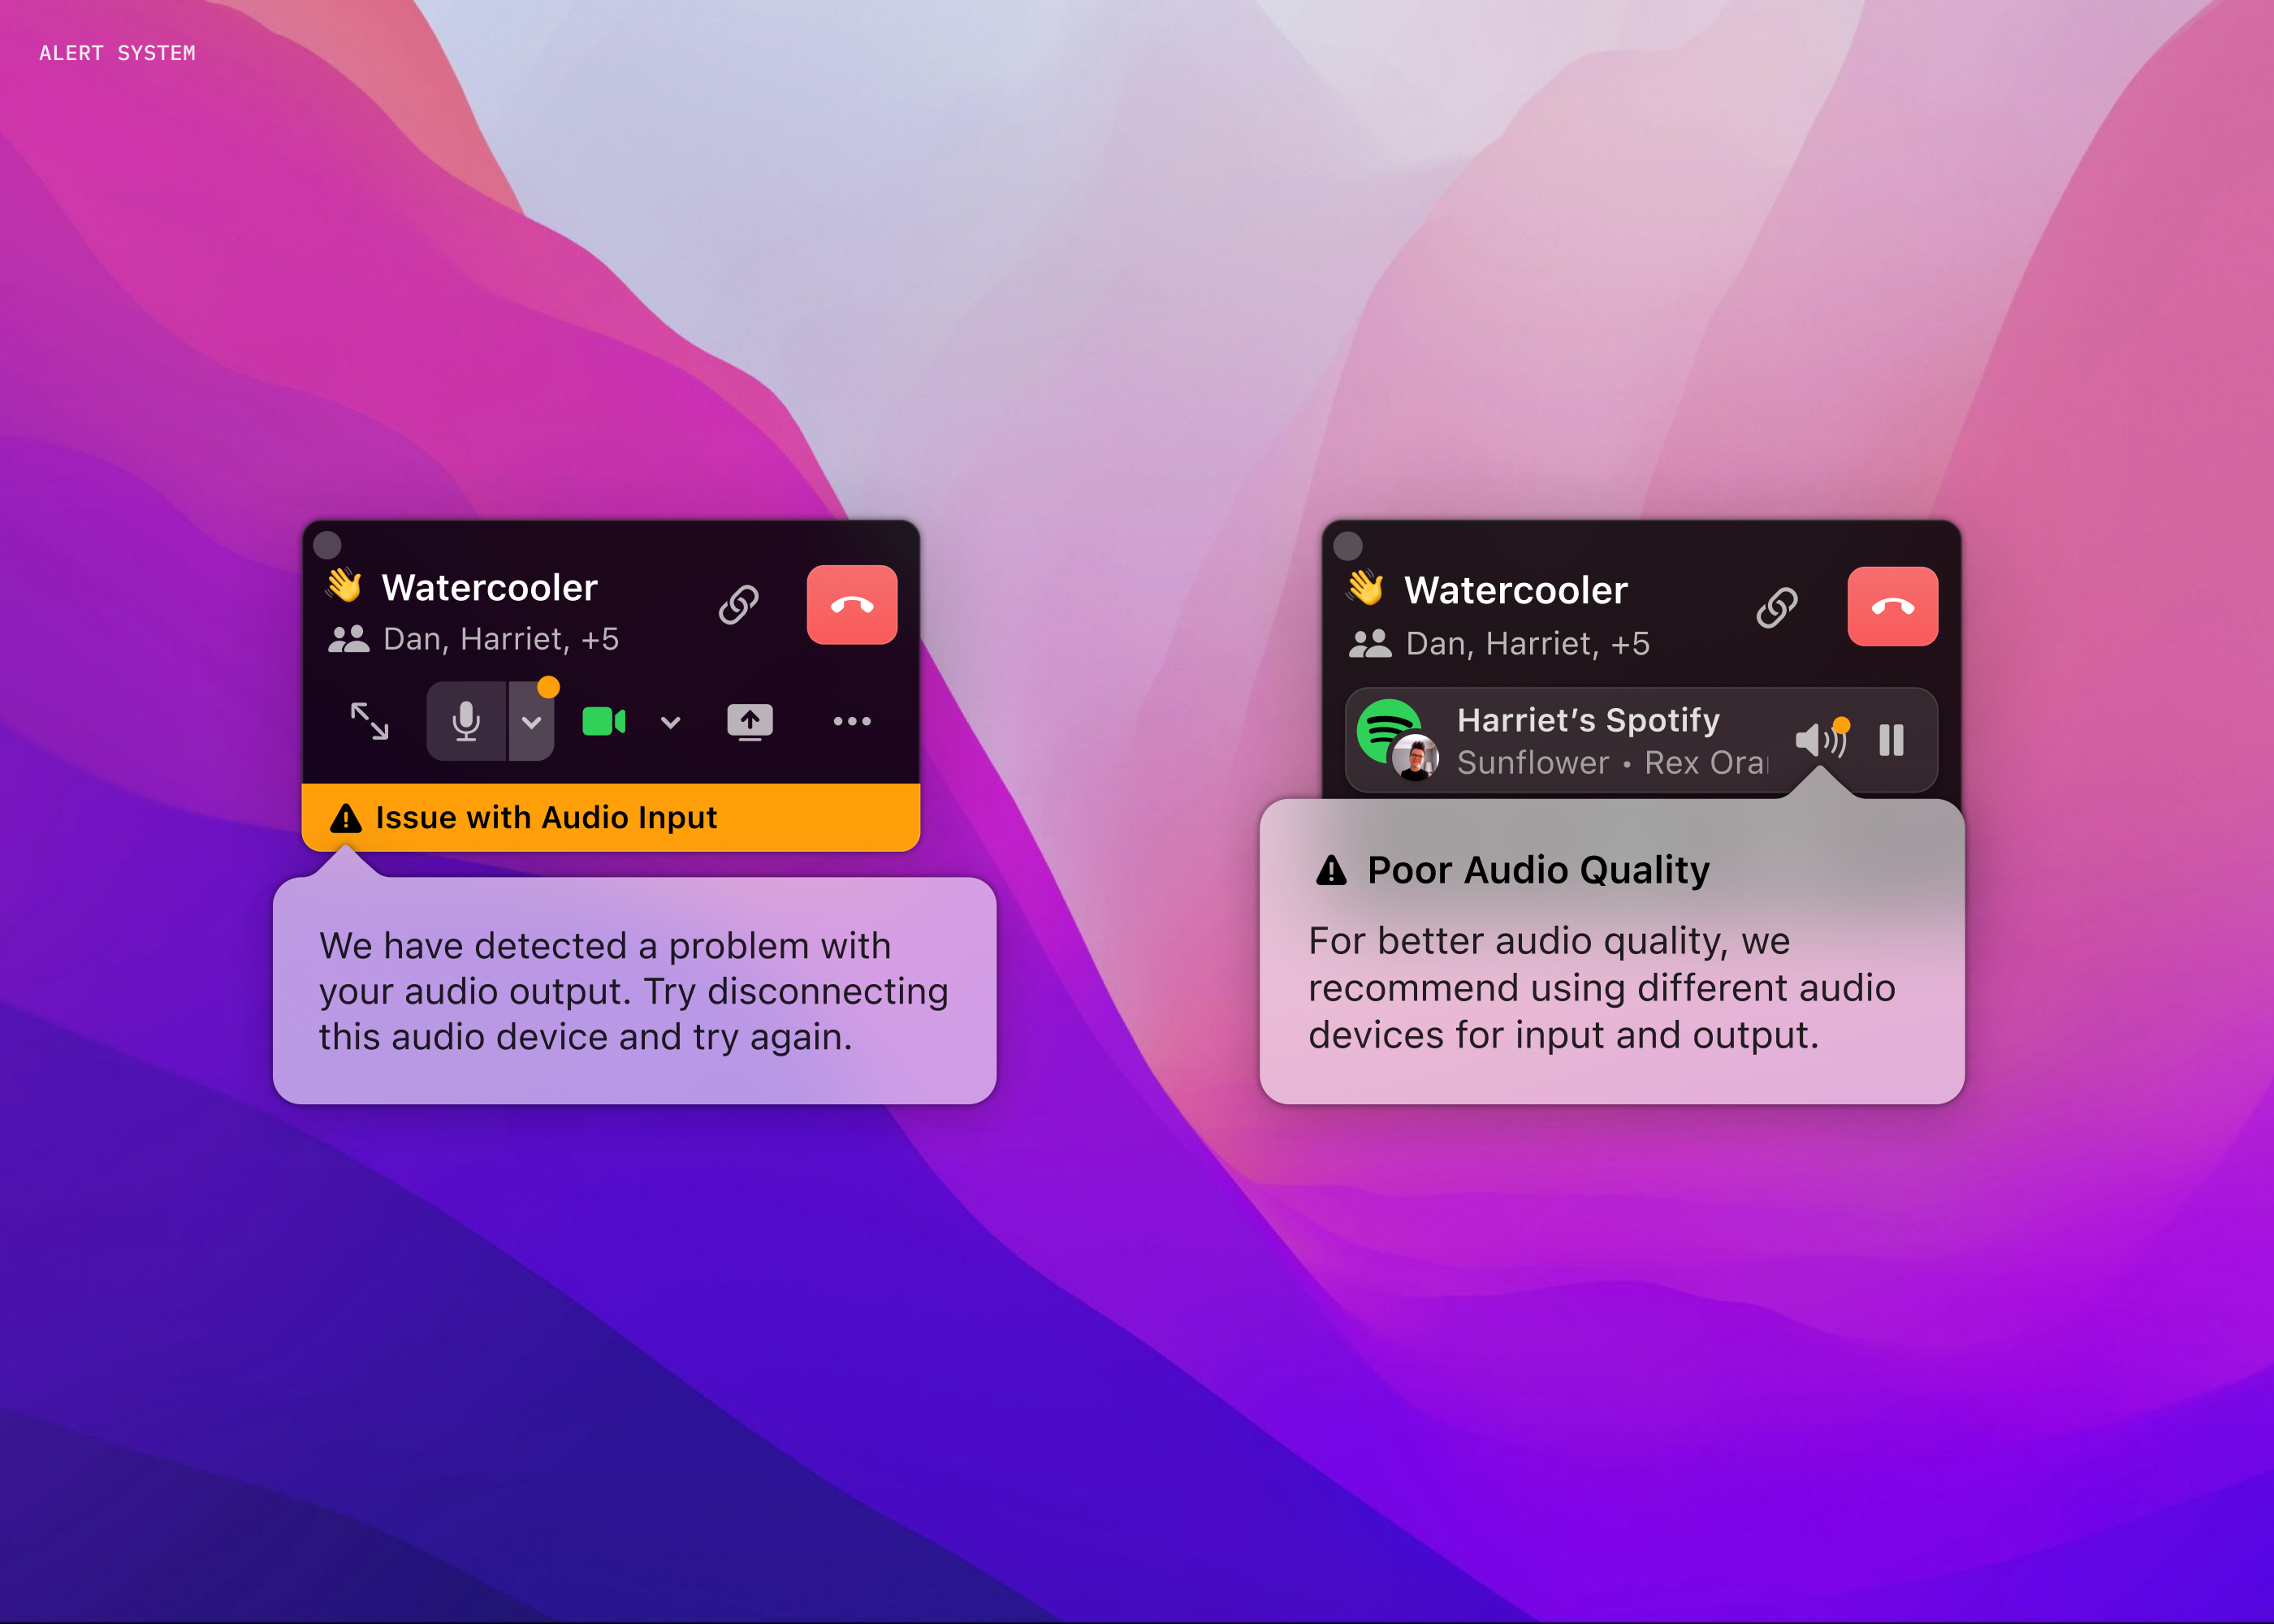 ALERT SYSTEM
Watercooler
Dan, Harriet, +5
Issue with Audio Input
We have detected a problem with
your audio output. Try disconnecting
this audio device and try again.
Watercooler
Dan, Harriet, +5
Harriet’s Spotify
Sunflower • Rex Ora
Poor Audio Quality
For better audio quality, we
recommend using different audio
devices for input and output.